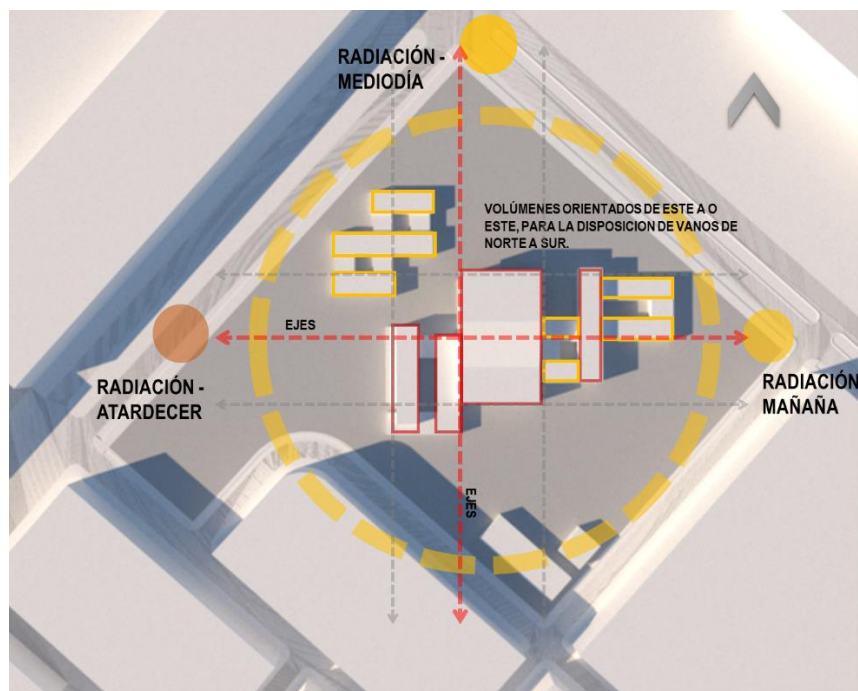 RADIACIÓN -
MEDIODÍA
VOLÚMENES ORIENTADOS DE ESTE A O
ESTE, PARA LA DISPOSICION DE VANOS DE
NORTE A SUR.
EJES
RADIACIÓN -
ATARDECER
RADIACIÓN
MAÑAÑA
EJES